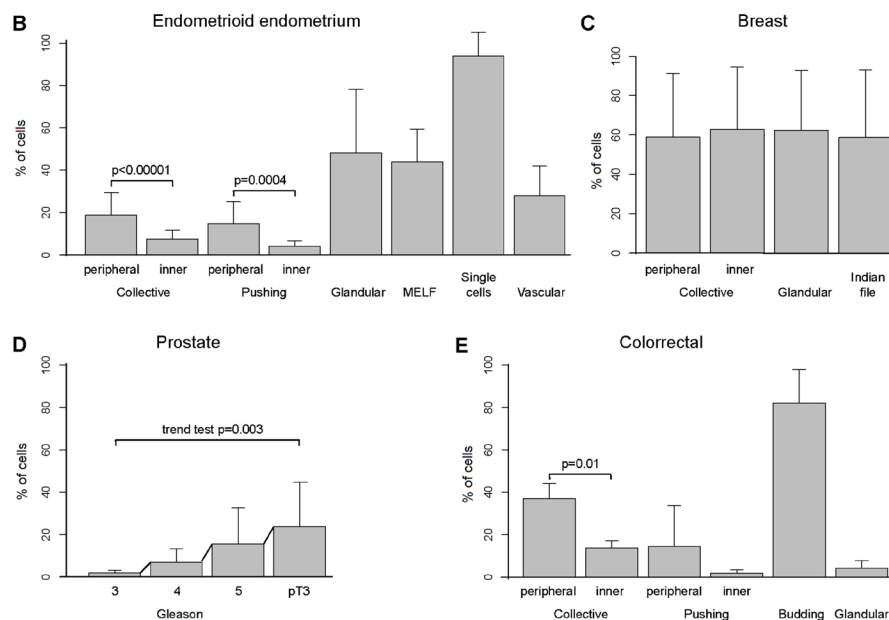 B Endometrioid endometrium
% of cells
100
80
60
40
20
0
p<0.00001
p=0.0004
peripheral inner peripheral inner
Collective Pushing Glandular MELF Single cells Vascular
C Breast
% of cells
100
80
60
40
20
0
peripheral inner
Collective Glandular Indian file
D Prostate
% of cells
100
80
60
40
20
0
trend test p=0.003
3 4 5 pT3
Gleason
E Colorrectal
% of cells
100
80
60
40
20
0
p=0.01
peripheral inner peripheral inner
Collective Pushing Budding Glandular